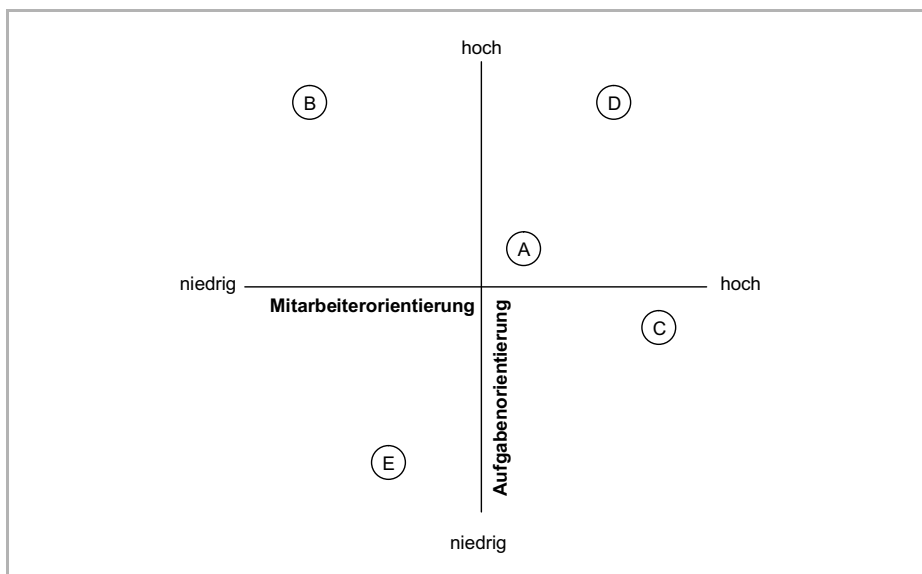 hoch
B
D
A
niedrig
hoch
Mitarbeiterorientierung
Aufgabenorientierung
C
E
niedrig